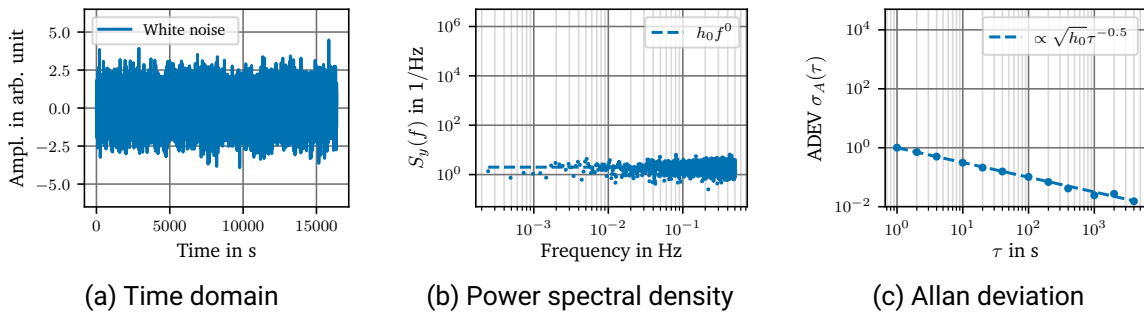 White noise
5.0
2.5
0.0
−2.5
−5.0
Ampl. in arb. unit
0
5000
10000
15000
Time in s
(a) Time domain
h₀f⁰
10⁶
10⁴
10²
10⁰
S_y(f) in 1/Hz
10⁻³
10⁻²
10⁻¹
Frequency in Hz
(b) Power spectral density
∝ √h₀τ⁻⁰·⁵
10⁴
10²
10⁰
10⁻²
ADEV σ_A(τ)
10⁰
10¹
10²
10³
τ in s
(c) Allan deviation